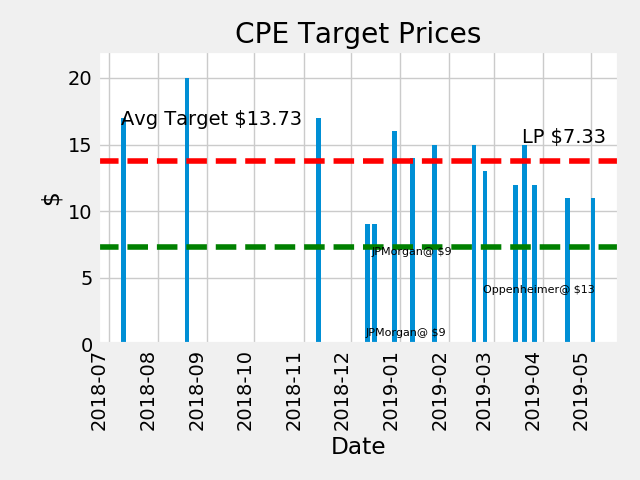 CPE Target Prices
20
15
10
5
0
$
Avg Target $13.73
LP $7.33
JPMorgan@ $9
Oppenheimer@ $13
JPMorgan@ $9
2018-07
2018-08
2018-09
2018-10
2018-11
2018-12
2019-01
2019-02
2019-03
2019-04
2019-05
Date